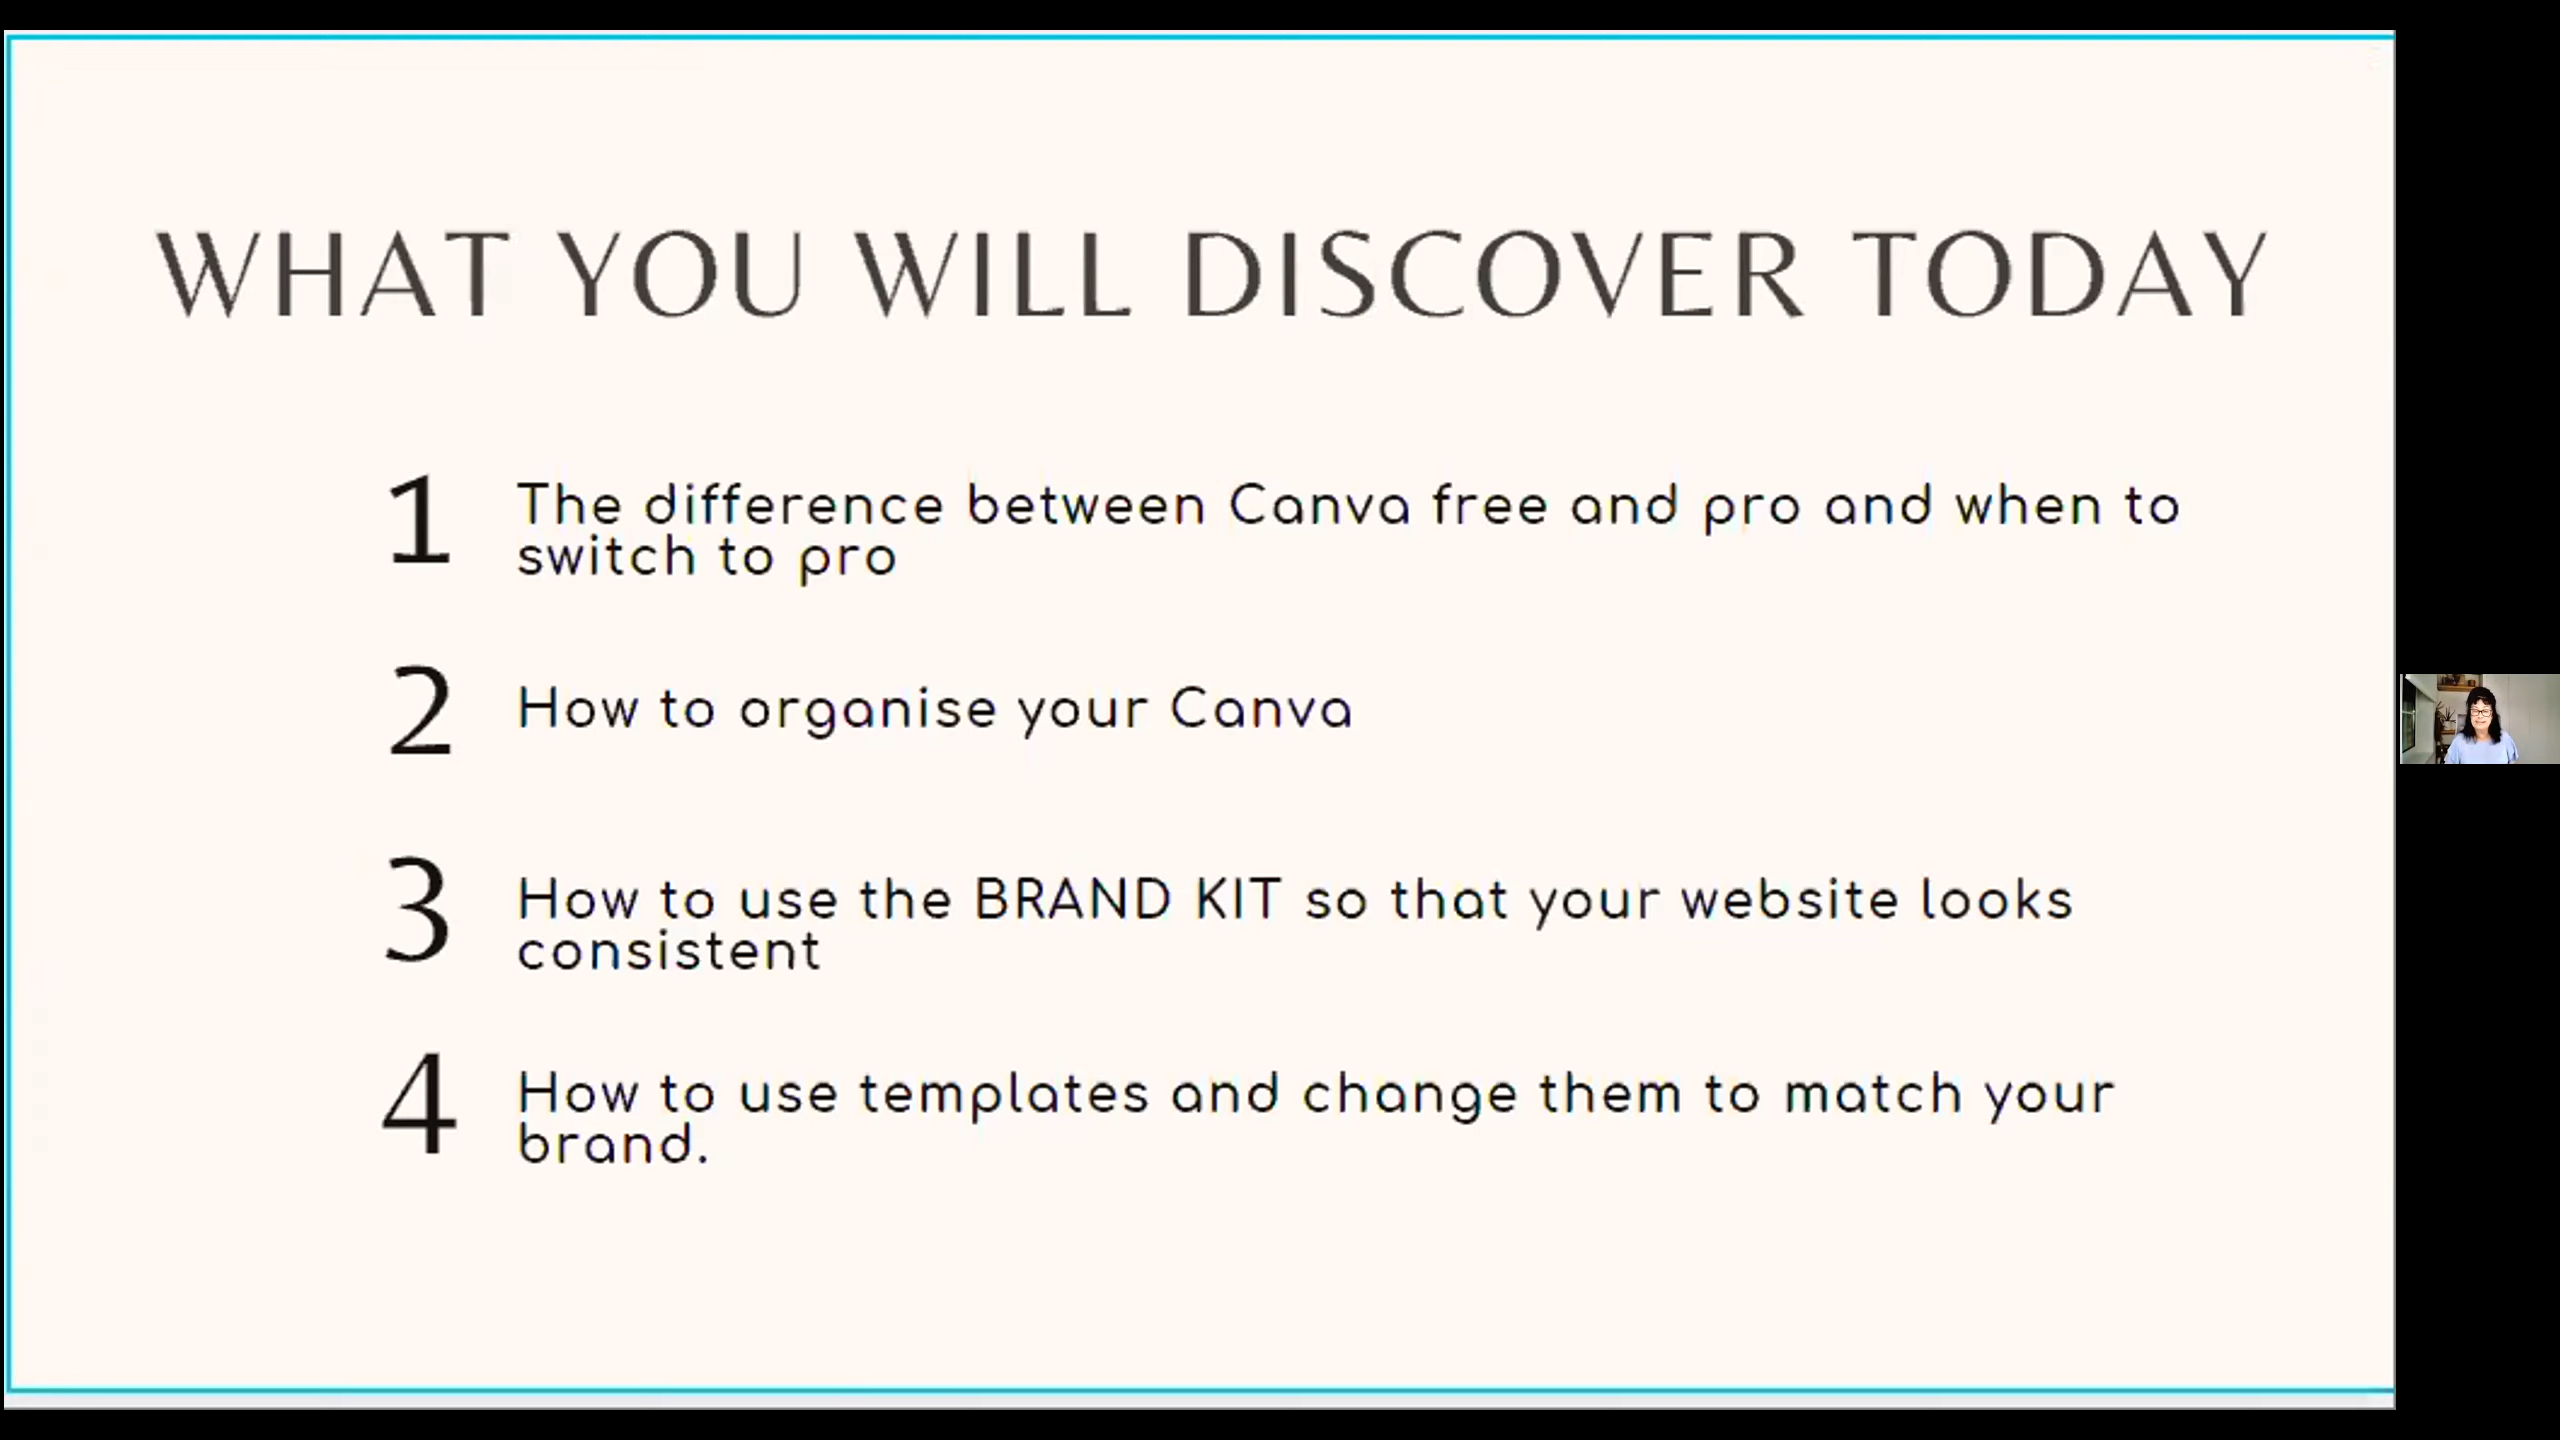 WHAT YOU WILL DISCOVER TODAY
1 The difference between Canva free and pro and when to
switch to pro
2 How to organise your Canva
3 How to use the BRAND KIT so that your website looks
consistent
4 How to use templates and change them to match your
brand.